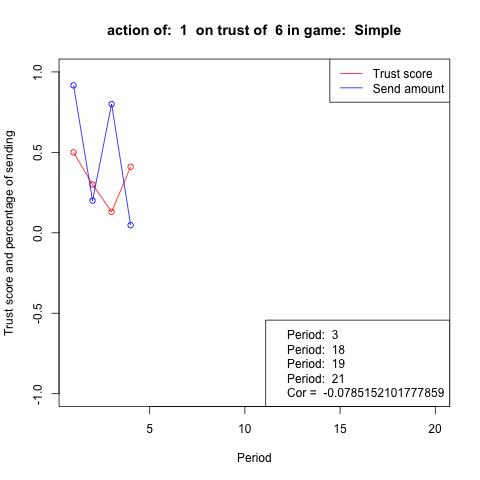 action of:  1  on trust of  6 in game:  Simple
Trust score
Send amount
Trust score and percentage of sending
1.0
0.5
0.0
-0.5
-1.0
Period:  3
Period:  18
Period:  19
Period:  21
Cor =  -0.0785152101777859
5
10
15
20
Period